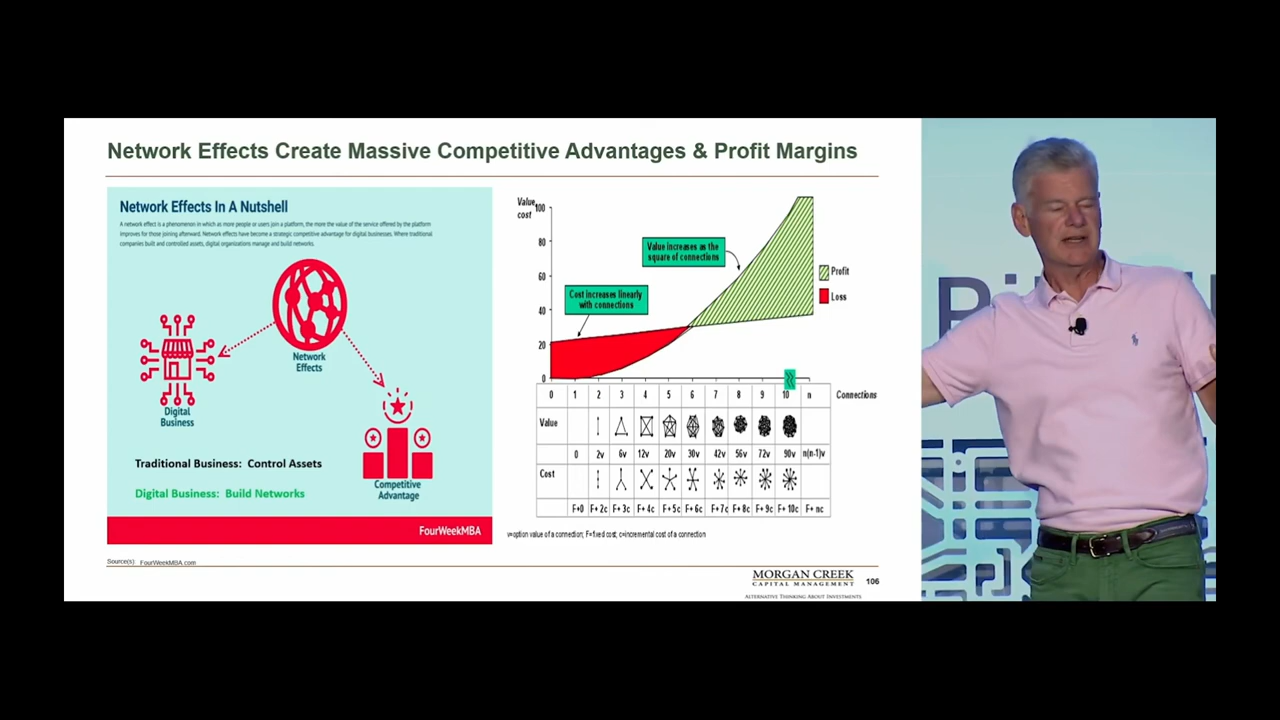 Network Effects Create Massive Competitive Advantages & Profit Margins
Network Effects In A Nutshell
A network effect is a phenomenon in which as more people or users join a platform, the more the value of the service offered by the platform
improves for those joining afterward. Network effects have become a strategic competitive advantage for digital businesses. Where traditional
companies built and controlled assets, digital organizations manage and build networks.
Network
Effects
Digital
Business
Competitive
Advantage
Traditional Business: Control Assets
Digital Business: Build Networks
FourWeekMBA
Value,
cost
100
80
60
40
20
0
Value increases as the
square of connections
Cost increases linearly
with connections
Profit
Loss
0 1 2 3 4 5 6 7 8 9 10 n Connections
Value
0 2v 6v 12v 20v 30v 42v 56v 72v 90v n(n-1)v
Cost
F+0 F+2c F+3c F+4c F+5c F+6c F+7c F+8c F+9c F+10c F+nc
v=option value of a connection; F=fixed cost; c=incremental cost of a connection
Source(s) FourWeekMBA.com
MORGAN CREEK
CAPITAL MANAGEMENT
ALTERNATIVE THINKING ABOUT INVESTMENTS
106